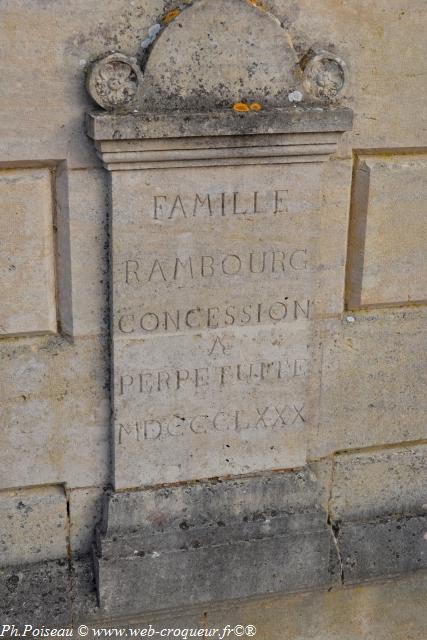 FAMILLE
RAMBOURG
CONCESSION
A
PERPETUITE
MDCCCLXXX
Ph.Poiseau © www-web-croqueur.fr®